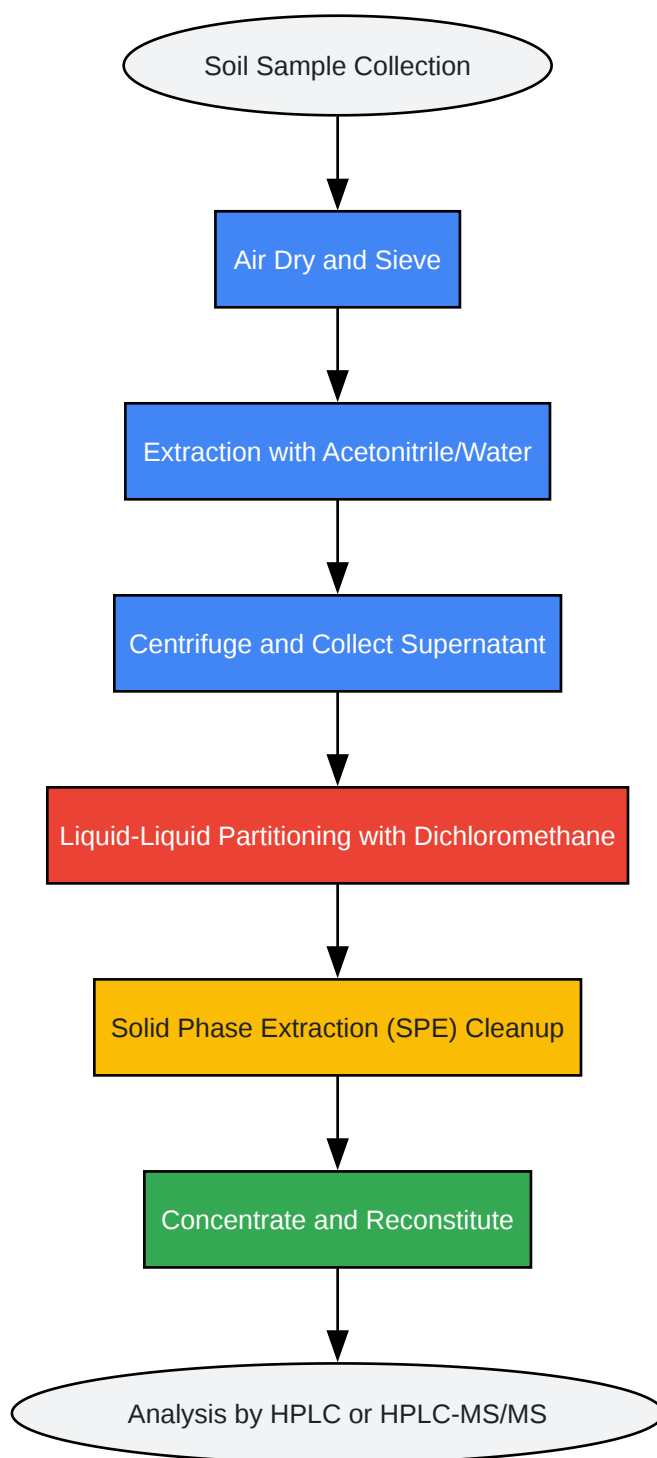 Soil Sample Collection
Air Dry and Sieve
Extraction with Acetonitrile/Water
Centrifuge and Collect Supernatant
Liquid-Liquid Partitioning with Dichloromethane
Solid Phase Extraction (SPE) Cleanup
Concentrate and Reconstitute
Analysis by HPLC or HPLC-MS/MS